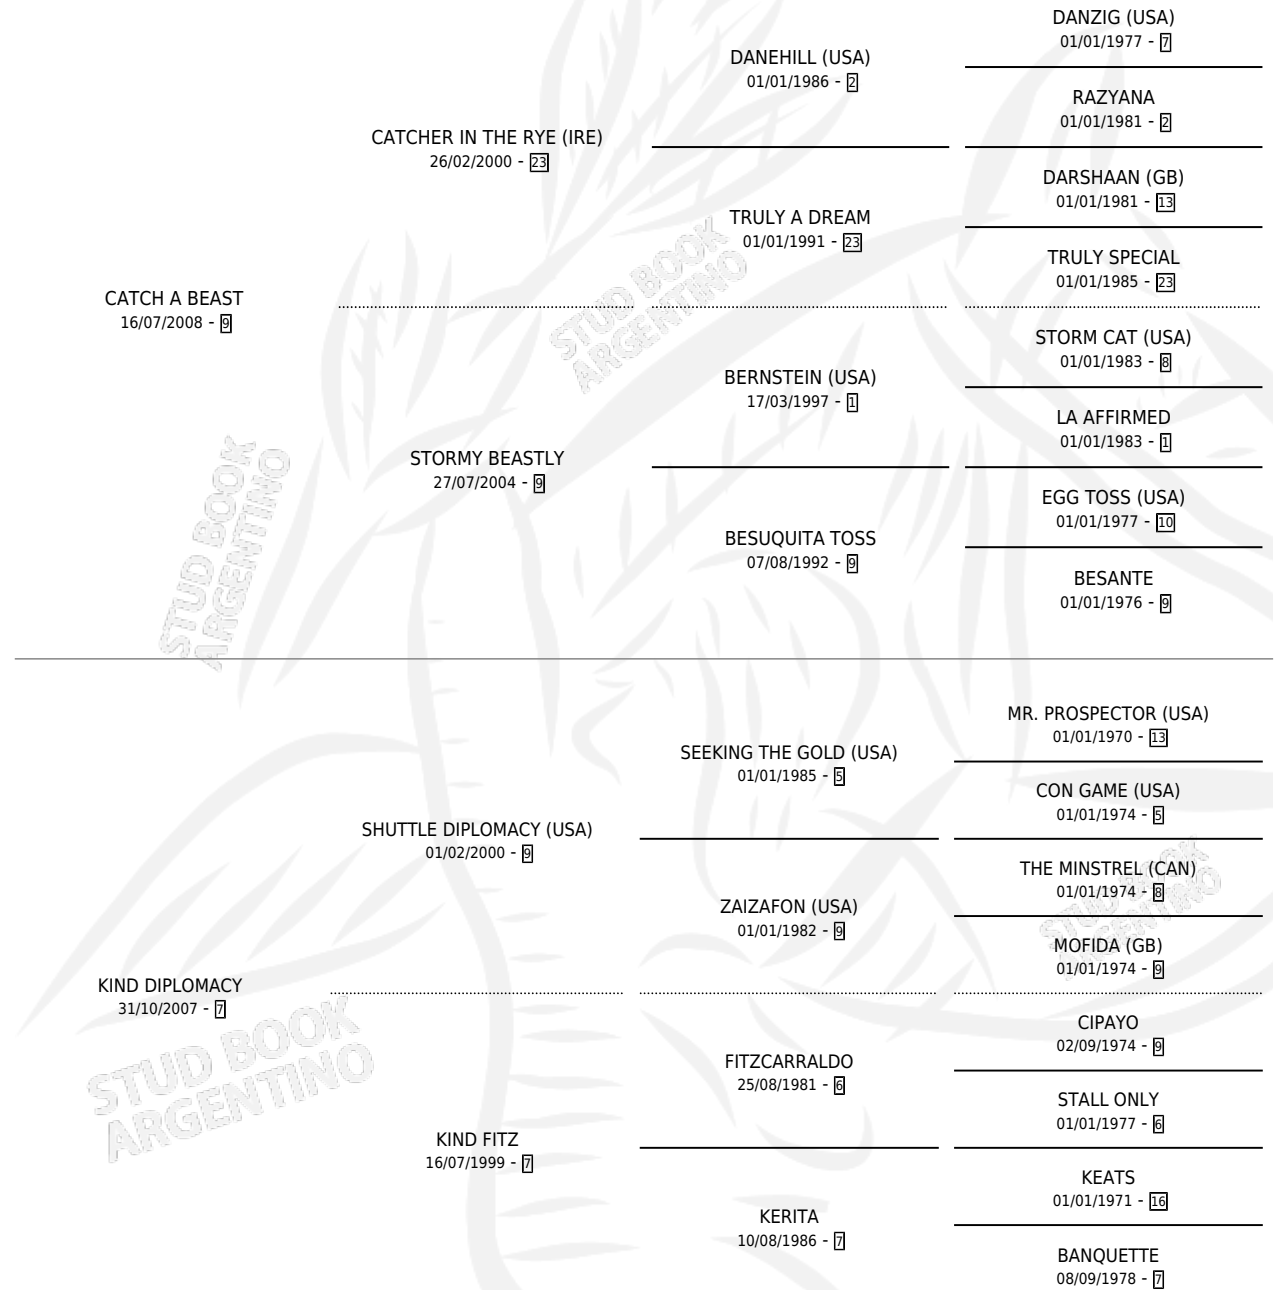 DANZIG (USA)
01/01/1977 - 7
DANEHILL (USA)
01/01/1986 - 2
RAZYANA
01/01/1981 - 2
CATCHER IN THE RYE (IRE)
26/02/2000 - 23
DARSHAAN (GB)
01/01/1981 - 13
TRULY A DREAM
01/01/1991 - 23
TRULY SPECIAL
01/01/1985 - 23
CATCH A BEAST
16/07/2008 - 9
STORM CAT (USA)
01/01/1983 - 8
BERNSTEIN (USA)
17/03/1997 - 1
LA AFFIRMED
01/01/1983 - 1
STORMY BEASTLY
27/07/2004 - 9
EGG TOSS (USA)
01/01/1977 - 10
BESUQUITA TOSS
07/08/1992 - 9
BESANTE
01/01/1976 - 9
MR. PROSPECTOR (USA)
01/01/1970 - 13
SEEKING THE GOLD (USA)
01/01/1985 - 5
CON GAME (USA)
01/01/1974 - 5
SHUTTLE DIPLOMACY (USA)
01/02/2000 - 9
THE MINSTREL (CAN)
01/01/1974 - 8
ZAIZAFON (USA)
01/01/1982 - 9
MOFIDA (GB)
01/01/1974 - 9
KIND DIPLOMACY
31/10/2007 - 7
CIPAYO
02/09/1974 - 9
FITZCARRALDO
25/08/1981 - 6
STALL ONLY
01/01/1977 - 6
KIND FITZ
16/07/1999 - 7
KEATS
01/01/1971 - 16
KERITA
10/08/1986 - 7
BANQUETTE
08/09/1978 - 7
STUD BOOK
ARGENTINO
STUD BOOK
ARGENTINO
STUD BOOK
ARGENTINO
STUD BOOK
ARGENTINO